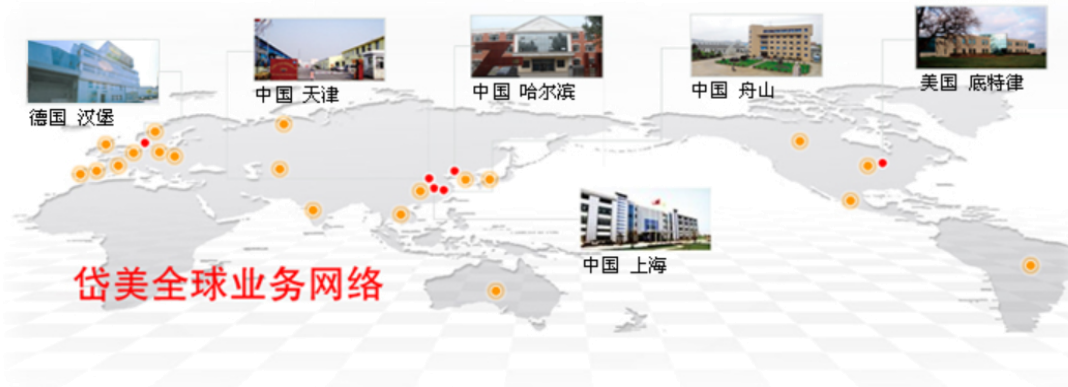 德国 汉堡
中国 天津
中国 哈尔滨
中国 舟山
美国 底特律
中国 上海
岱美全球业务网络